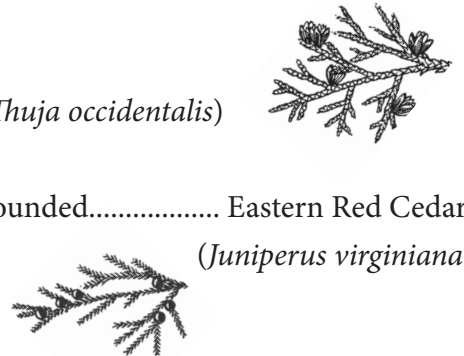 Thuja occidentalis)
ounded.................. Eastern Red Cedar
(Juniperus virginiana